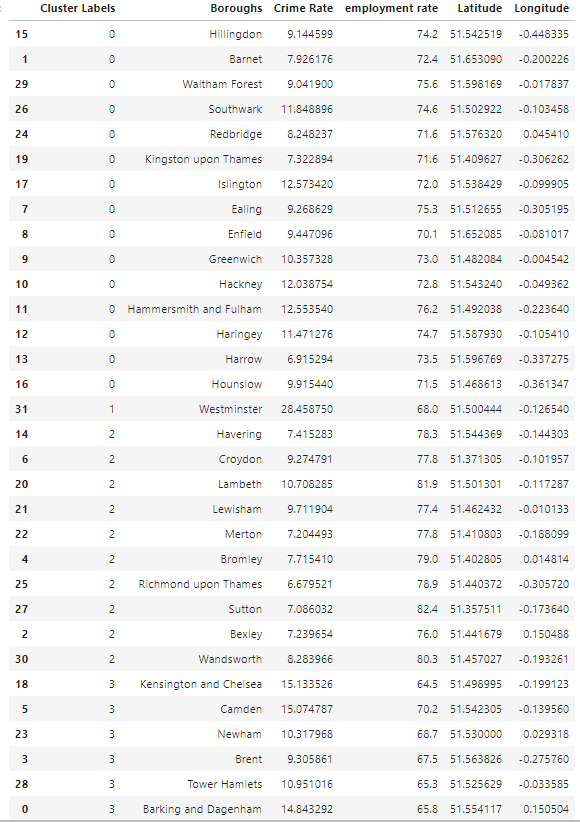 Cluster Labels Boroughs Crime Rate employment rate Latitude Longitude
15 0 Hillingdon 9.144599 74.2 51.542519 -0.448335
1 0 Barnet 7.926176 72.4 51.653090 -0.200226
29 0 Waltham Forest 9.041900 75.6 51.598169 -0.017837
26 0 Southwark 11.848896 74.6 51.502922 -0.103458
24 0 Redbridge 8.248237 71.6 51.576320 0.045410
19 0 Kingston upon Thames 7.322894 71.6 51.409627 -0.306262
17 0 Islington 12.573420 72.0 51.538429 -0.099905
7 0 Ealing 9.268629 75.3 51.512655 -0.305195
8 0 Enfield 9.447096 70.1 51.652085 -0.081017
9 0 Greenwich 10.357328 73.0 51.482084 -0.004542
10 0 Hackney 12.038754 72.8 51.543240 -0.049362
11 0 Hammersmith and Fulham 12.553540 76.2 51.492038 -0.223640
12 0 Haringey 11.471276 74.7 51.587930 -0.105410
13 0 Harrow 6.915294 73.5 51.596769 -0.337275
16 0 Hounslow 9.915440 71.5 51.468613 -0.361347
31 1 Westminster 28.458750 68.0 51.500444 -0.126540
14 2 Havering 7.415283 78.3 51.544369 -0.144303
6 2 Croydon 9.274791 77.8 51.371305 -0.101957
20 2 Lambeth 10.708285 81.9 51.501301 -0.117287
21 2 Lewisham 9.711904 77.4 51.462432 -0.010133
22 2 Merton 7.204493 77.8 51.410803 -0.188099
4 2 Bromley 7.715410 79.0 51.402805 0.014814
25 2 Richmond upon Thames 6.679521 78.9 51.440372 -0.305720
27 2 Sutton 7.086032 82.4 51.357511 -0.173640
2 2 Bexley 7.239654 76.0 51.441679 0.150488
30 2 Wandsworth 8.283966 80.3 51.457027 -0.193261
18 3 Kensington and Chelsea 15.133526 64.5 51.498995 -0.199123
5 3 Camden 15.074787 70.2 51.542305 -0.139560
23 3 Newham 10.317968 68.7 51.530000 0.029318
3 3 Brent 9.305861 67.5 51.563826 -0.275760
28 3 Tower Hamlets 10.951016 65.3 51.525629 -0.033585
0 3 Barking and Dagenham 14.843292 65.8 51.554117 0.150504